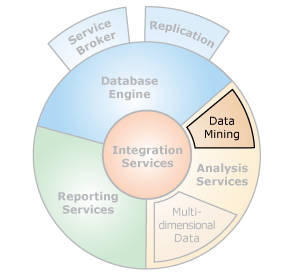 Service
Broker
Replication
Database
Engine
Data
Mining
Integration
Services
Analysis
Services
Reporting
Services
Multi-
dimensional
Data